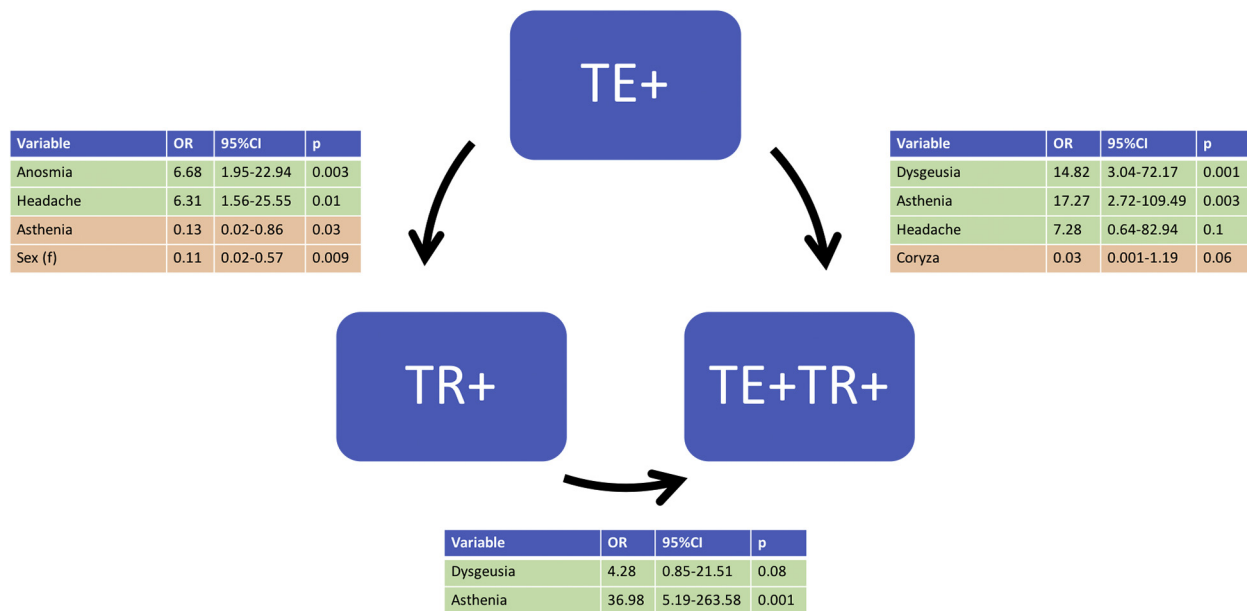 TE+
Variable OR 95%CI p
Anosmia 6.68 1.95-22.94 0.003
Headache 6.31 1.56-25.55 0.01
Asthenia 0.13 0.02-0.86 0.03
Sex (f) 0.11 0.02-0.57 0.009
Variable OR 95%CI p
Dysgeusia 14.82 3.04-72.17 0.001
Asthenia 17.27 2.72-109.49 0.003
Headache 7.28 0.64-82.94 0.1
Coryza 0.03 0.001-1.19 0.06
TR+
TE+TR+
Variable OR 95%CI p
Dysgeusia 4.28 0.85-21.51 0.08
Asthenia 36.98 5.19-263.58 0.001